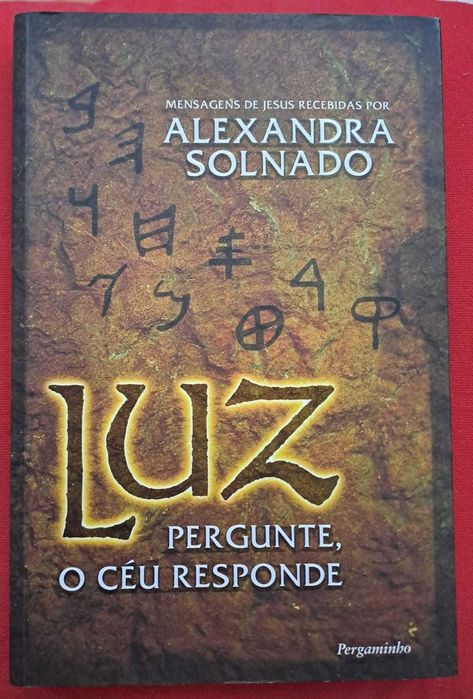 MENSAGENS DE JESUS RECEBIDAS POR
ALEXANDRA
SOLNADO
LUZ
PERGUNTE,
O CÉU RESPONDE
Pergaminho